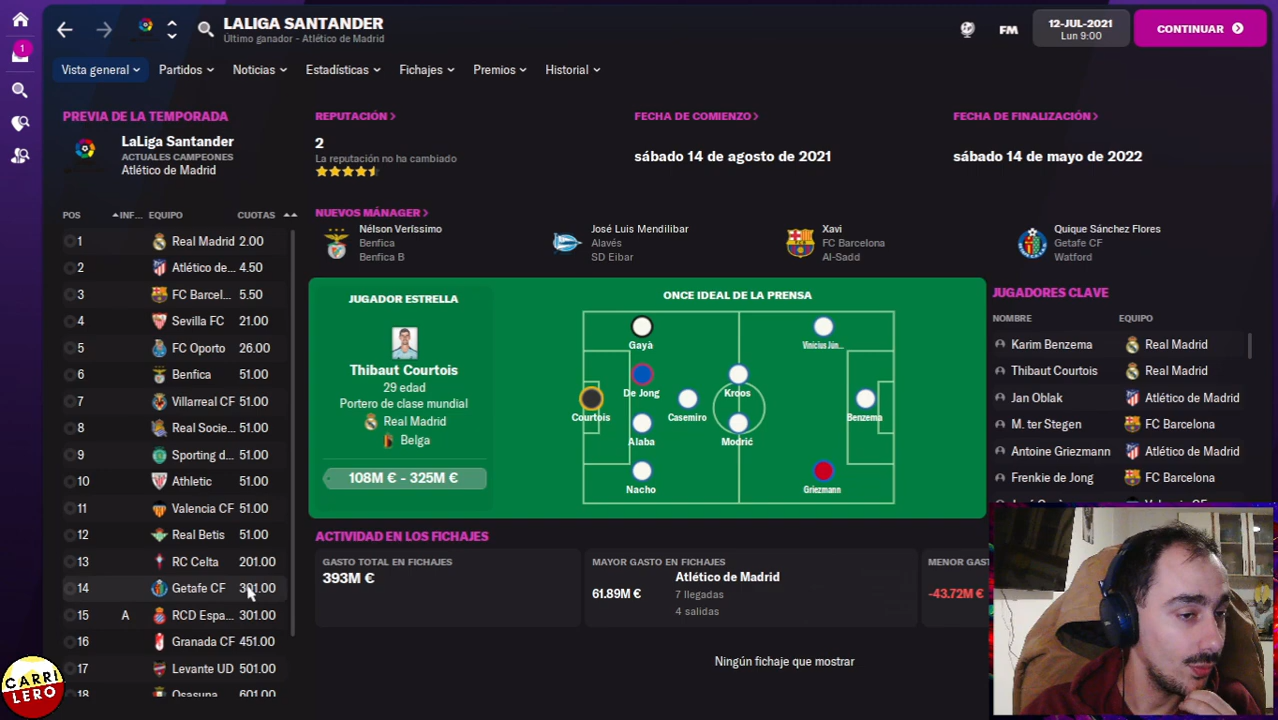 LALIGA SANTANDER
Último ganador - Atlético de Madrid
FM
12-JUL-2021
Lun 9:00
CONTINUAR
1
Vista general
Partidos
Noticias
Estadísticas
Fichajes
Premios
Historial
PREVIA DE LA TEMPORADA
LaLiga Santander
ACTUALES CAMPEONES
Atlético de Madrid
REPUTACIÓN
2
La reputación no ha cambiado
FECHA DE COMIENZO
sábado 14 de agosto de 2021
FECHA DE FINALIZACIÓN
sábado 14 de mayo de 2022
POS INF... EQUIPO CUOTAS
1 Real Madrid 2.00
2 Atlético de... 4.50
3 FC Barcel... 5.50
4 Sevilla FC 21.00
5 FC Oporto 26.00
6 Benfica 51.00
7 Villarreal CF 51.00
8 Real Socie... 51.00
9 Sporting d... 51.00
10 Athletic 51.00
11 Valencia CF 51.00
12 Real Betis 51.00
13 RC Celta 201.00
14 Getafe CF
15 A RCD Espa... 301.00
16 Granada CF 451.00
17 Levante UD 501.00
18 Osasuna 601.00
NUEVOS MÁNAGER
Nélson Veríssimo
Benfica
Benfica B
José Luis Mendilibar
Alavés
SD Eibar
Xavi
FC Barcelona
Al-Sadd
Quique Sánchez Flores
Getafe CF
Watford
JUGADOR ESTRELLA
Thibaut Courtois
29 edad
Portero de clase mundial
Real Madrid
Belga
108M € - 325M €
ONCE IDEAL DE LA PRENSA
Gayà
Vinícius Jún...
De Jong
Kroos
Courtois
Casemiro
Benzema
Alaba
Modrić
Nacho
Griezmann
JUGADORES CLAVE
NOMBRE EQUIPO
Karim Benzema Real Madrid
Thibaut Courtois Real Madrid
Jan Oblak Atlético de Madrid
M. ter Stegen FC Barcelona
Antoine Griezmann Atlético de Madrid
Frenkie de Jong FC Barcelona
ACTIVIDAD EN LOS FICHAJES
GASTO TOTAL EN FICHAJES
393M €
MAYOR GASTO EN FICHAJES
61.89M €
Atlético de Madrid
7 llegadas
4 salidas
MENOR GAS
-43.72M €
Ningún fichaje que mostrar
CARRI
LERO